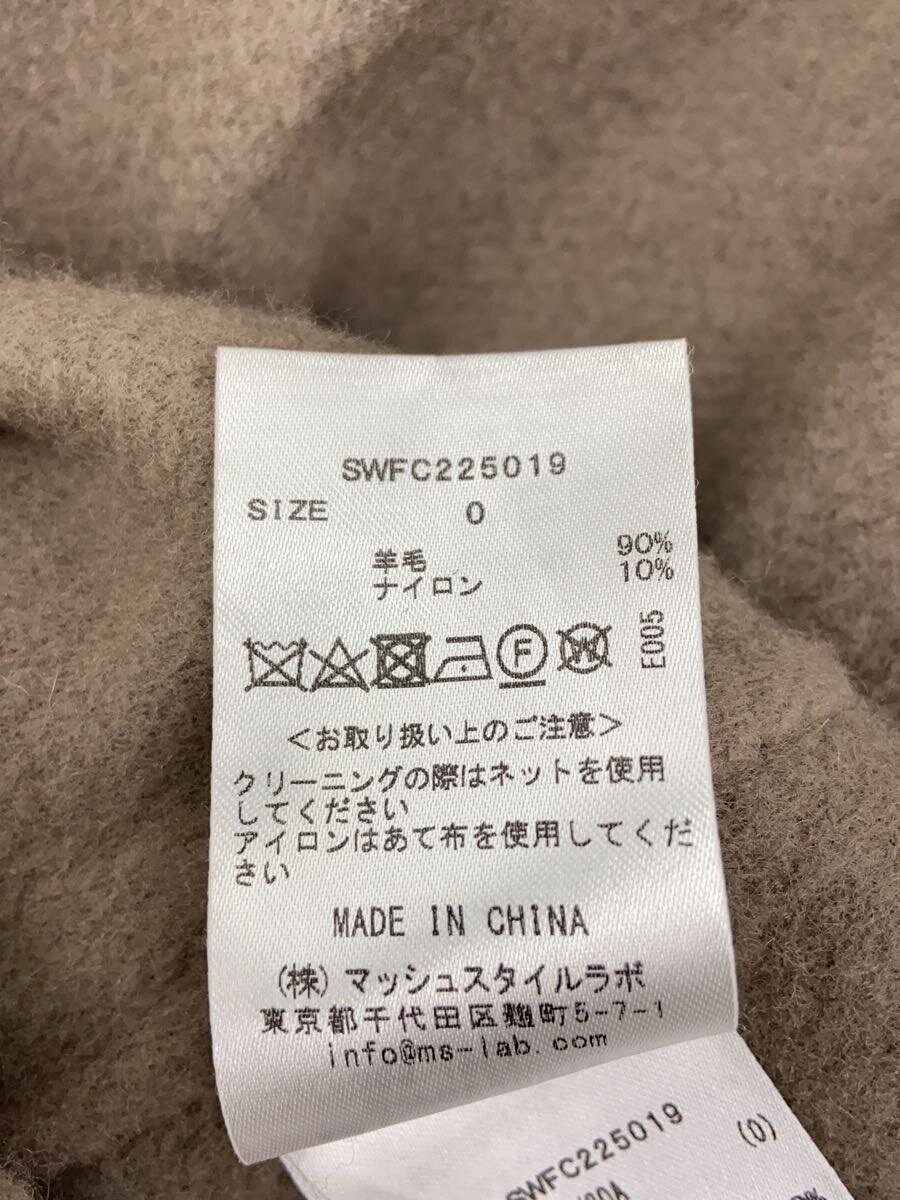 SWFC225019
SIZE 0
羊毛 90%
ナイロン 10%
F W
E005
<お取り扱い上のご注意>
クリーニングの際はネットを使用
してください
アイロンはあて布を使用してくだ
さい
MADE IN CHINA
(株)マッシュスタイルラボ
東京都千代田区麹町5-7-1
info@ms-lab.com
SWFC225019 (0)